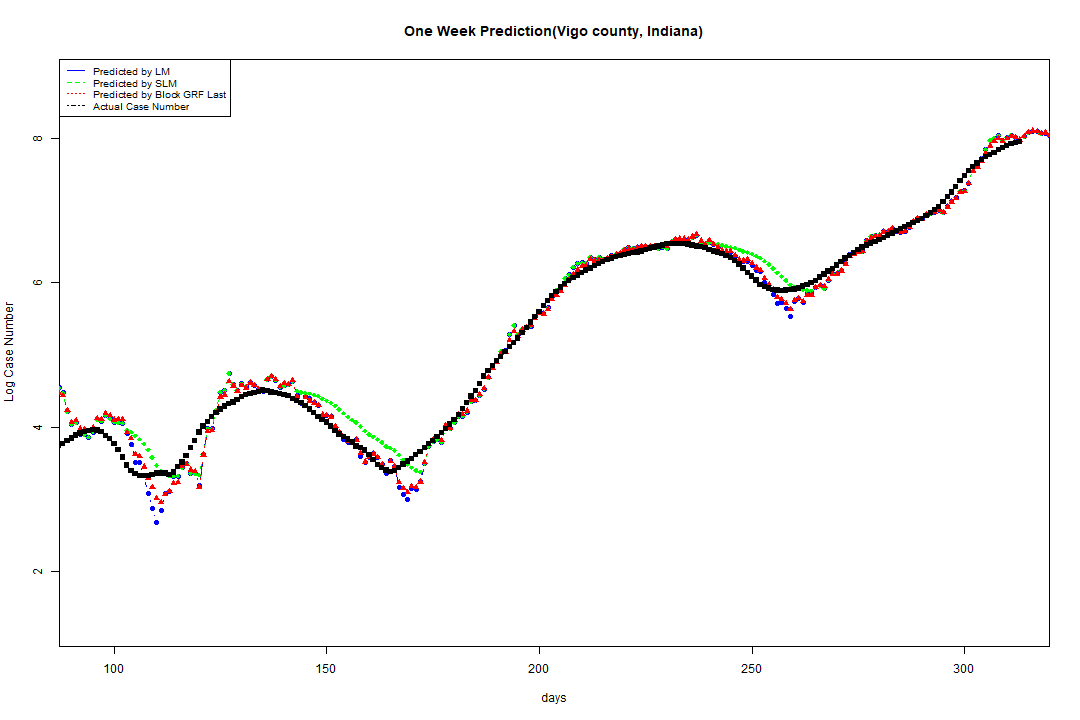 One Week Prediction(Vigo county, Indiana)
Predicted by LM
Predicted by SLM
Predicted by Block GRF Last
Actual Case Number
8
6
4
2
Log Case Number
100 150 200 250 300
days